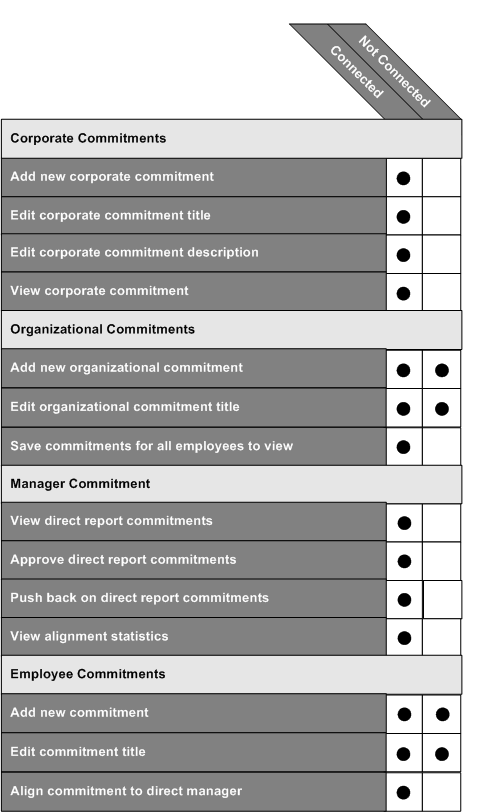 Not Connected
Connected
Corporate Commitments
Add new corporate commitment
Edit corporate commitment title
Edit corporate commitment description
View corporate commitment
Organizational Commitments
Add new organizational commitment
Edit organizational commitment title
Save commitments for all employees to view
Manager Commitment
View direct report commitments
Approve direct report commitments
Push back on direct report commitments
View alignment statistics
Employee Commitments
Add new commitment
Edit commitment title
Align commitment to direct manager